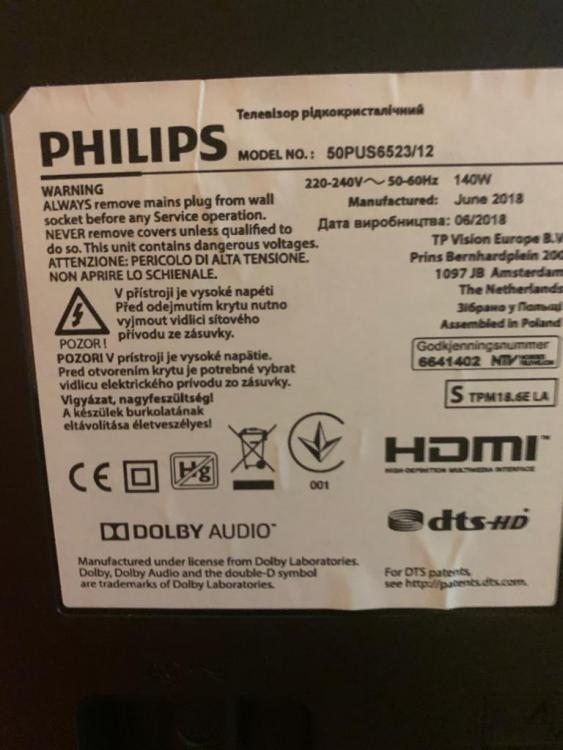 Телевізор рідкокристалічний
PHILIPS MODEL NO.: 50PUS6523/12
220-240V～ 50-60Hz 140W
Manufactured: June 2018
Дата виробництва: 06/2018
TP Vision Europe B.V
Prins Bernhardplein 200
1097 JB Amsterdam
The Netherlands
Зібрано у Польщі
Assembled in Poland
WARNING
ALWAYS remove mains plug from wall
socket before any Service operation.
NEVER remove covers unless qualified to
do so. This unit contains dangerous voltages.
ATTENZIONE: PERICOLO DI ALTA TENSIONE.
NON APRIRE LO SCHIENALE.
V přístroji je vysoké napětí
Před odejmutím krytu nutno
vyjmout vidlici síťového
přívodu ze zásuvky.
POZOR !
POZOR! V prístroji je vysoké napätie.
Pred otvorením krytu je potrebné vybrat
vidlicu elektrického prívodu zo zásuvky.
Vigyázat, nagyfeszültség!
A készülek burkolatának
eltávolítása életveszélyes!
Godkjenningsnummer
6641402 NTV
S TPM18.6E LA
CE
Hg
001
HDMI™
HIGH-DEFINITION MULTIMEDIA INTERFACE
DOLBY AUDIO™
dts-HD
Manufactured under license from Dolby Laboratories.
Dolby, Dolby Audio and the double-D symbol
are trademarks of Dolby Laboratories.
For DTS patents,
see http://patents.dts.com.